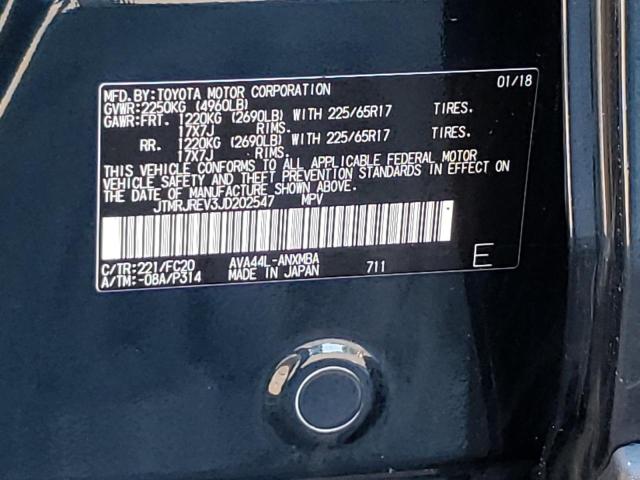 MFD.BY:TOYOTA MOTOR CORPORATION 01/18
GVWR:2250KG (4960LB)
GAWR:FRT. 1220KG (2690LB) WITH 225/65R17 TIRES.
17X7J RIMS.
RR. 1220KG (2690LB) WITH 225/65R17 TIRES.
17X7J RIMS.
THIS VEHICLE CONFORMS TO ALL APPLICABLE FEDERAL MOTOR
VEHICLE SAFETY AND THEFT PREVENTION STANDARDS IN EFFECT ON
THE DATE OF MANUFACTURE SHOWN ABOVE.
JTMRJREV3JD202547 MPV
C/TR:221/FC20 AVA44L-ANXMBA
A/TM:-08A/P314 MADE IN JAPAN 711
E